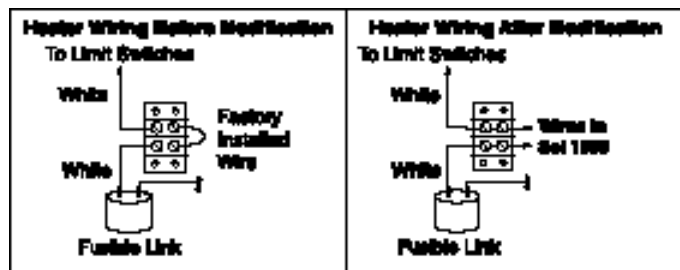 Heater Wiring Before Modification
To Limit Switches
White
Factory
Installed
Wire
White
Fusible Link
Heater Wiring After Modification
To Limit Switches
White
Wires in
White
Fusible Link